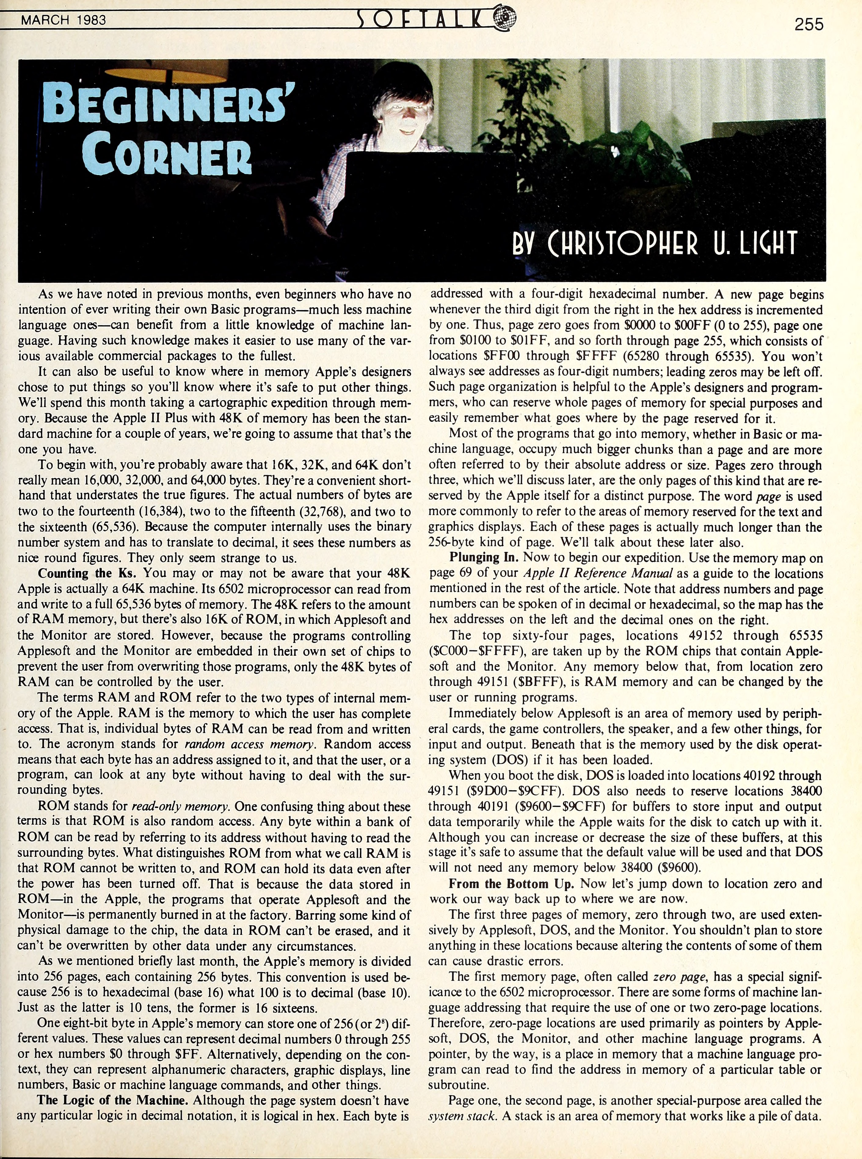 MARCH 1983
SOFTALK
255
BEGINNERS'
CORNER
BY CHRISTOPHER U. LIGHT
As we have noted in previous months, even beginners who have no
intention of ever writing their own Basic programs—much less machine
language ones—can benefit from a little knowledge of machine lan-
guage. Having such knowledge makes it easier to use many of the var-
ious available commercial packages to the fullest.
It can also be useful to know where in memory Apple's designers
chose to put things so you'll know where it's safe to put other things.
We'll spend this month taking a cartographic expedition through mem-
ory. Because the Apple II Plus with 48K of memory has been the stan-
dard machine for a couple of years, we're going to assume that that's the
one you have.
To begin with, you're probably aware that 16K, 32K, and 64K don't
really mean 16,000, 32,000, and 64,000 bytes. They're a convenient short-
hand that understates the true figures. The actual numbers of bytes are
two to the fourteenth (16,384), two to the fifteenth (32,768), and two to
the sixteenth (65,536). Because the computer internally uses the binary
number system and has to translate to decimal, it sees these numbers as
nice round figures. They only seem strange to us.
Counting the Ks. You may or may not be aware that your 48K
Apple is actually a 64K machine. Its 6502 microprocessor can read from
and write to a full 65,536 bytes of memory. The 48K refers to the amount
of RAM memory, but there's also 16K of ROM, in which Applesoft and
the Monitor are stored. However, because the programs controlling
Applesoft and the Monitor are embedded in their own set of chips to
prevent the user from overwriting those programs, only the 48K bytes of
RAM can be controlled by the user.
The terms RAM and ROM refer to the two types of internal mem-
ory of the Apple. RAM is the memory to which the user has complete
access. That is, individual bytes of RAM can be read from and written
to. The acronym stands for random access memory. Random access
means that each byte has an address assigned to it, and that the user, or a
program, can look at any byte without having to deal with the sur-
rounding bytes.
ROM stands for read-only memory. One confusing thing about these
terms is that ROM is also random access. Any byte within a bank of
ROM can be read by referring to its address without having to read the
surrounding bytes. What distinguishes ROM from what we call RAM is
that ROM cannot be written to, and ROM can hold its data even after
the power has been turned off. That is because the data stored in
ROM—in the Apple, the programs that operate Applesoft and the
Monitor—is permanently burned in at the factory. Barring some kind of
physical damage to the chip, the data in ROM can't be erased, and it
can't be overwritten by other data under any circumstances.
As we mentioned briefly last month, the Apple's memory is divided
into 256 pages, each containing 256 bytes. This convention is used be-
cause 256 is to hexadecimal (base 16) what 100 is to decimal (base 10).
Just as the latter is 10 tens, the former is 16 sixteens.
One eight-bit byte in Apple's memory can store one of 256 (or 2⁸) dif-
ferent values. These values can represent decimal numbers 0 through 255
or hex numbers $0 through $FF. Alternatively, depending on the con-
text, they can represent alphanumeric characters, graphic displays, line
numbers, Basic or machine language commands, and other things.
The Logic of the Machine. Although the page system doesn't have
any particular logic in decimal notation, it is logical in hex. Each byte is
addressed with a four-digit hexadecimal number. A new page begins
whenever the third digit from the right in the hex address is incremented
by one. Thus, page zero goes from $0000 to $00FF (0 to 255), page one
from $0100 to $01FF, and so forth through page 255, which consists of
locations $FF00 through $FFFF (65280 through 65535). You won't
always see addresses as four-digit numbers; leading zeros may be left off.
Such page organization is helpful to the Apple's designers and program-
mers, who can reserve whole pages of memory for special purposes and
easily remember what goes where by the page reserved for it.
Most of the programs that go into memory, whether in Basic or ma-
chine language, occupy much bigger chunks than a page and are more
often referred to by their absolute address or size. Pages zero through
three, which we'll discuss later, are the only pages of this kind that are re-
served by the Apple itself for a distinct purpose. The word page is used
more commonly to refer to the areas of memory reserved for the text and
graphics displays. Each of these pages is actually much longer than the
256-byte kind of page. We'll talk about these later also.
Plunging In. Now to begin our expedition. Use the memory map on
page 69 of your Apple II Reference Manual as a guide to the locations
mentioned in the rest of the article. Note that address numbers and page
numbers can be spoken of in decimal or hexadecimal, so the map has the
hex addresses on the left and the decimal ones on the right.
The top sixty-four pages, locations 49152 through 65535
($C000—$FFFF), are taken up by the ROM chips that contain Apple-
soft and the Monitor. Any memory below that, from location zero
through 49151 ($BFFF), is RAM memory and can be changed by the
user or running programs.
Immediately below Applesoft is an area of memory used by periph-
eral cards, the game controllers, the speaker, and a few other things, for
input and output. Beneath that is the memory used by the disk operat-
ing system (DOS) if it has been loaded.
When you boot the disk, DOS is loaded into locations 40192 through
49151 ($9D00—$9CFF). DOS also needs to reserve locations 38400
through 40191 ($9600—$9CFF) for buffers to store input and output
data temporarily while the Apple waits for the disk to catch up with it.
Although you can increase or decrease the size of these buffers, at this
stage it's safe to assume that the default value will be used and that DOS
will not need any memory below 38400 ($9600).
From the Bottom Up. Now let's jump down to location zero and
work our way back up to where we are now.
The first three pages of memory, zero through two, are used exten-
sively by Applesoft, DOS, and the Monitor. You shouldn't plan to store
anything in these locations because altering the contents of some of them
can cause drastic errors.
The first memory page, often called zero page, has a special signif-
icance to the 6502 microprocessor. There are some forms of machine lan-
guage addressing that require the use of one or two zero-page locations.
Therefore, zero-page locations are used primarily as pointers by Apple-
soft, DOS, the Monitor, and other machine language programs. A
pointer, by the way, is a place in memory that a machine language pro-
gram can read to find the address in memory of a particular table or
subroutine.
Page one, the second page, is another special-purpose area called the
system stack. A stack is an area of memory that works like a pile of data.